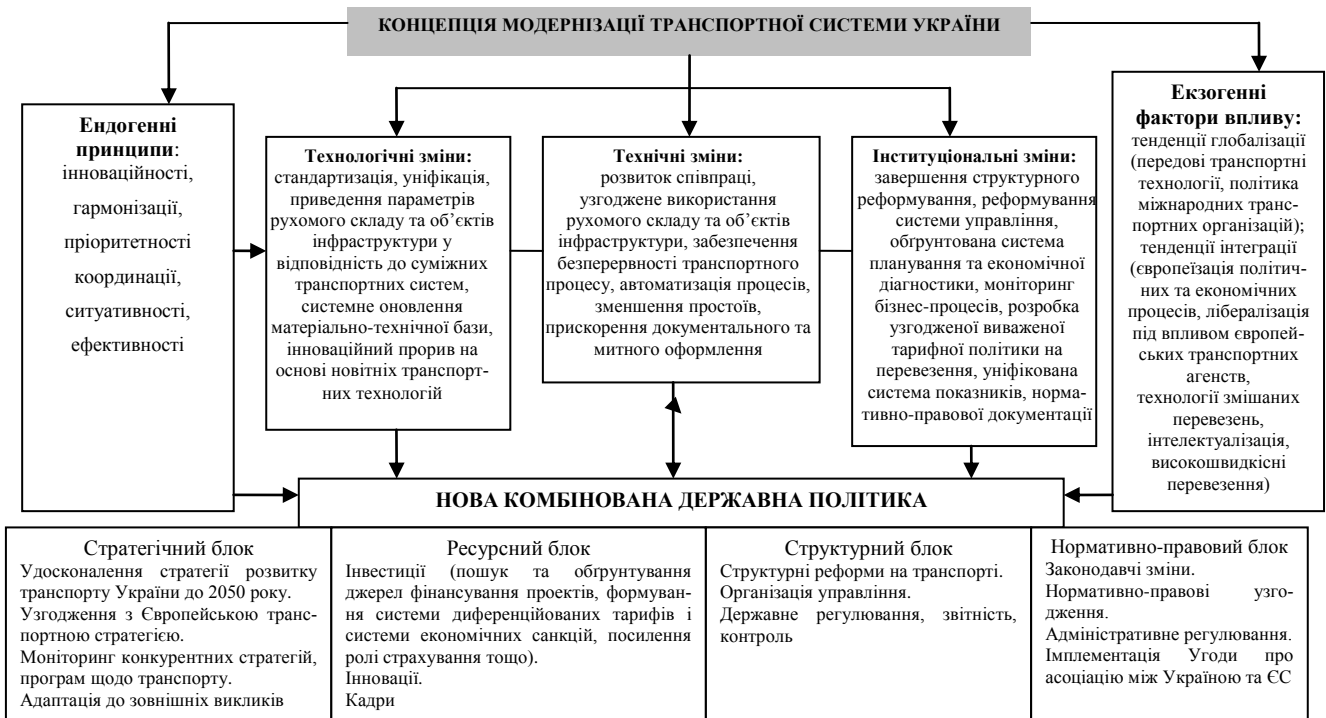 КОНЦЕПЦІЯ МОДЕРНІЗАЦІЇ ТРАНСПОРТНОЇ СИСТЕМИ УКРАЇНИ
Ендогенні
принципи:
інноваційності,
гармонізації,
пріоритетності
координації,
ситуативності,
ефективності
Технологічні зміни:
стандартизація, уніфікація,
приведення параметрів
рухомого складу та об’єктів
інфраструктури у
відповідність до суміжних
транспортних систем,
системне оновлення
матеріально-технічної бази,
інноваційний прорив на
основі новітніх транспорт-
них технологій
Технічні зміни:
розвиток співпраці,
узгоджене використання
рухомого складу та об’єктів
інфраструктури, забезпечення
безперервності транспортного
процесу, автоматизація процесів,
зменшення простоїв,
прискорення документального та
митного оформлення
Інституціональні зміни:
завершення структурного
реформування, реформування
системи управління,
обґрунтована система
планування та економічної
діагностики, моніторинг
бізнес-процесів, розробка
узгодженої виваженої
тарифної політики на
перевезення, уніфікована
система показників, норма-
тивно-правової документації
Екзогенні
фактори впливу:
тенденції глобалізації
(передові транспортні
технології, політика
міжнародних транс-
портних організацій);
тенденції інтеграції
(європеїзація політич-
них та економічних
процесів, лібералізація
під впливом європей-
ських транспортних
агенств,
технології змішаних
перевезень,
інтелектуалізація,
високошвидкісні
перевезення)
НОВА КОМБІНОВАНА ДЕРЖАВНА ПОЛІТИКА
Стратегічний блок
Удосконалення стратегії розвитку
транспорту України до 2050 року.
Узгодження з Європейською транс-
портною стратегією.
Моніторинг конкурентних стратегій,
програм щодо транспорту.
Адаптація до зовнішніх викликів
Ресурсний блок
Інвестиції (пошук та обґрунтування
джерел фінансування проектів, формуван-
ня системи диференційованих тарифів і
системи економічних санкцій, посилення
ролі страхування тощо).
Інновації.
Кадри
Структурний блок
Структурні реформи на транспорті.
Організація управління.
Державне регулювання, звітність,
контроль
Нормативно-правовий блок
Законодавчі зміни.
Нормативно-правові узго-
дження.
Адміністративне регулювання.
Імплементація Угоди про
асоціацію між Україною та ЄС